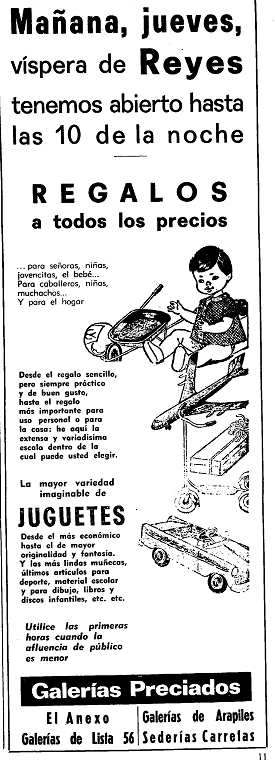 Mañana, jueves,
víspera de Reyes
tenemos abierto hasta
las 10 de la noche
REGALOS
a todos los precios
...para señoros, niñas,
jovencitas, el bebé...
Para caballeros, niñas,
muchachos...
Y para el hogar
Desde el regalo sencillo,
pero siempre práctico
y de buen gusto,
hasta el regalo
más importante para
uso personal o para
la casa: he aquí la
extensa y variadísima
escala dentro de la
cual puede usted elegir.
La mayor variedad
imaginable de
JUGUETES
Desde el más económico
hasta el de mayor
originalidad y fantasía.
Y las más lindas muñecas,
últimos artículos para
deporte, material escolar
y para dibujo, libros y
discos infantiles, etc. etc.
Utilice las primeras
horas cuando la
afluencia de público
es menor
Galerías Preciados
El Anexo
Galerías de Lista 56
Galerías de Arapiles
Sederías Carretas
11